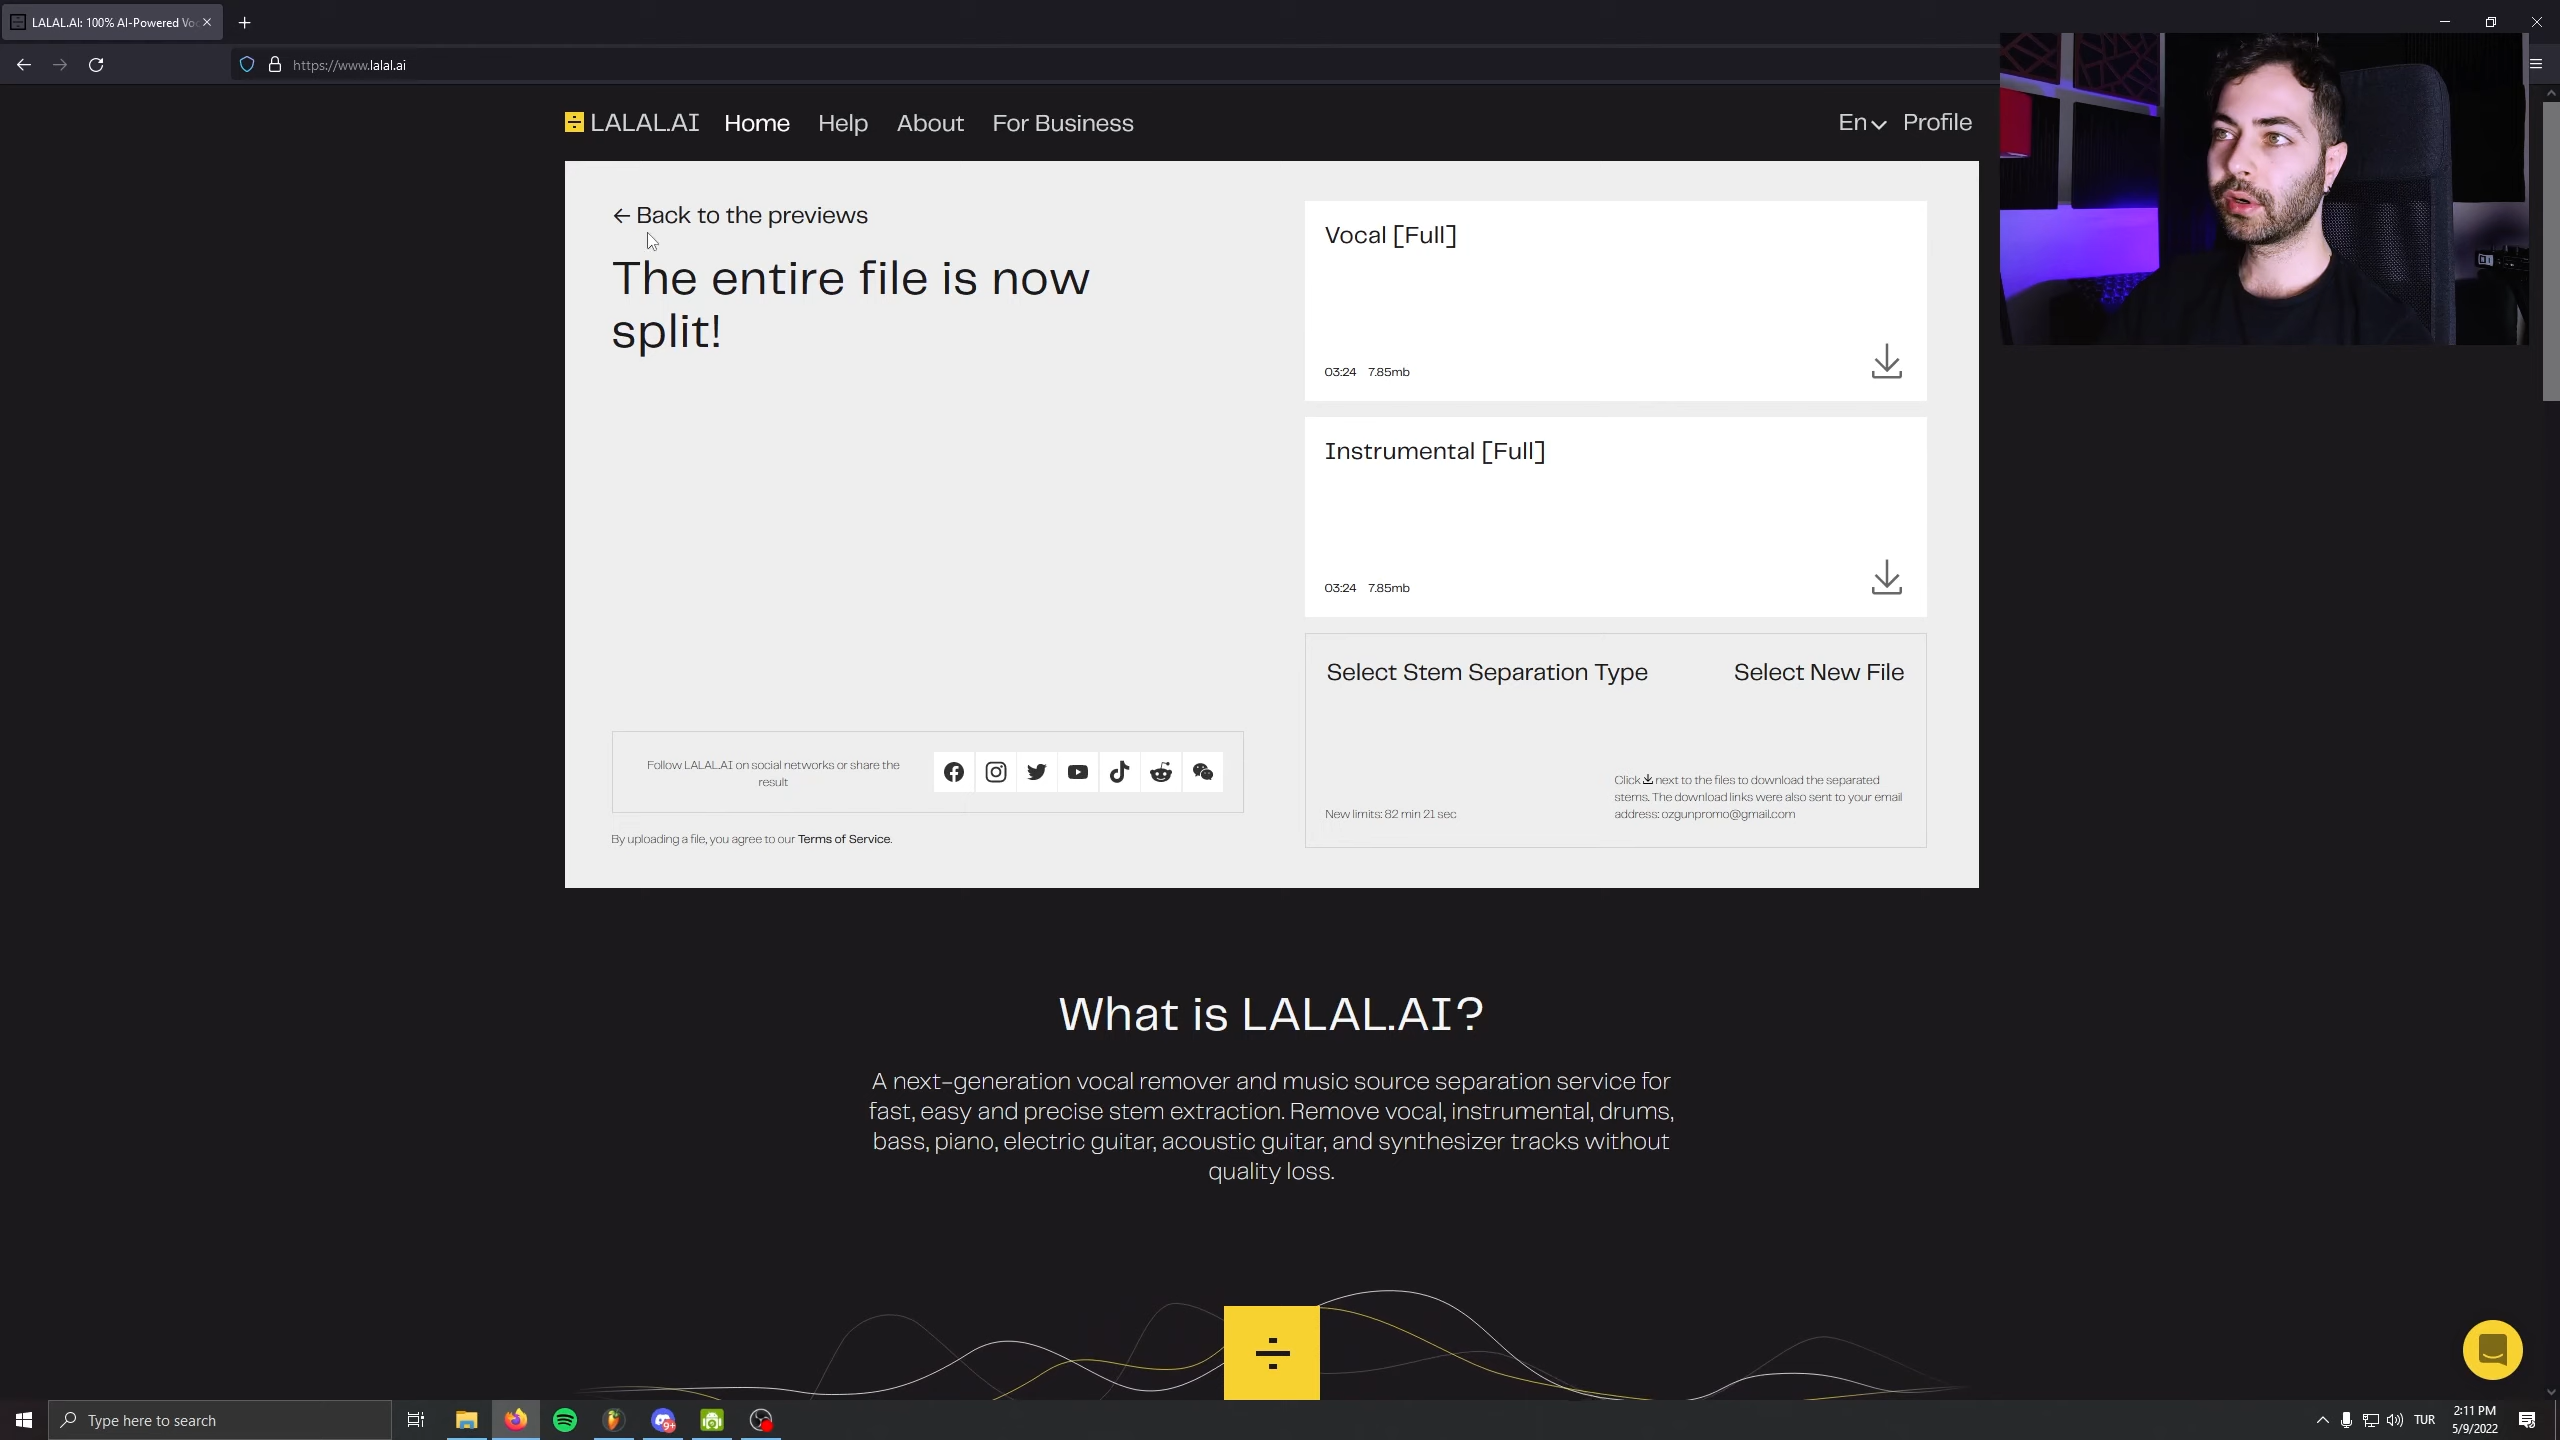 LALAL.AI: 100% AI-Powered Vo
https://www.lalal.ai
LALAL.AI Home Help About For Business En Profile
← Back to the previews
The entire file is now
split!
Vocal [Full]
03:24 7.85mb
Instrumental [Full]
03:24 7.85mb
Select Stem Separation Type Select New File
Click next to the files to download the separated
stems. The download links were also sent to your email
address: ozgunpromo@gmail.com
New limits: 82 min 21 sec
Follow LALAL.AI on social networks or share the
result
By uploading a file, you agree to our Terms of Service.
What is LALAL.AI?
A next-generation vocal remover and music source separation service for
fast, easy and precise stem extraction. Remove vocal, instrumental, drums,
bass, piano, electric guitar, acoustic guitar, and synthesizer tracks without
quality loss.
Type here to search
9+
TUR
2:11 PM
5/9/2022